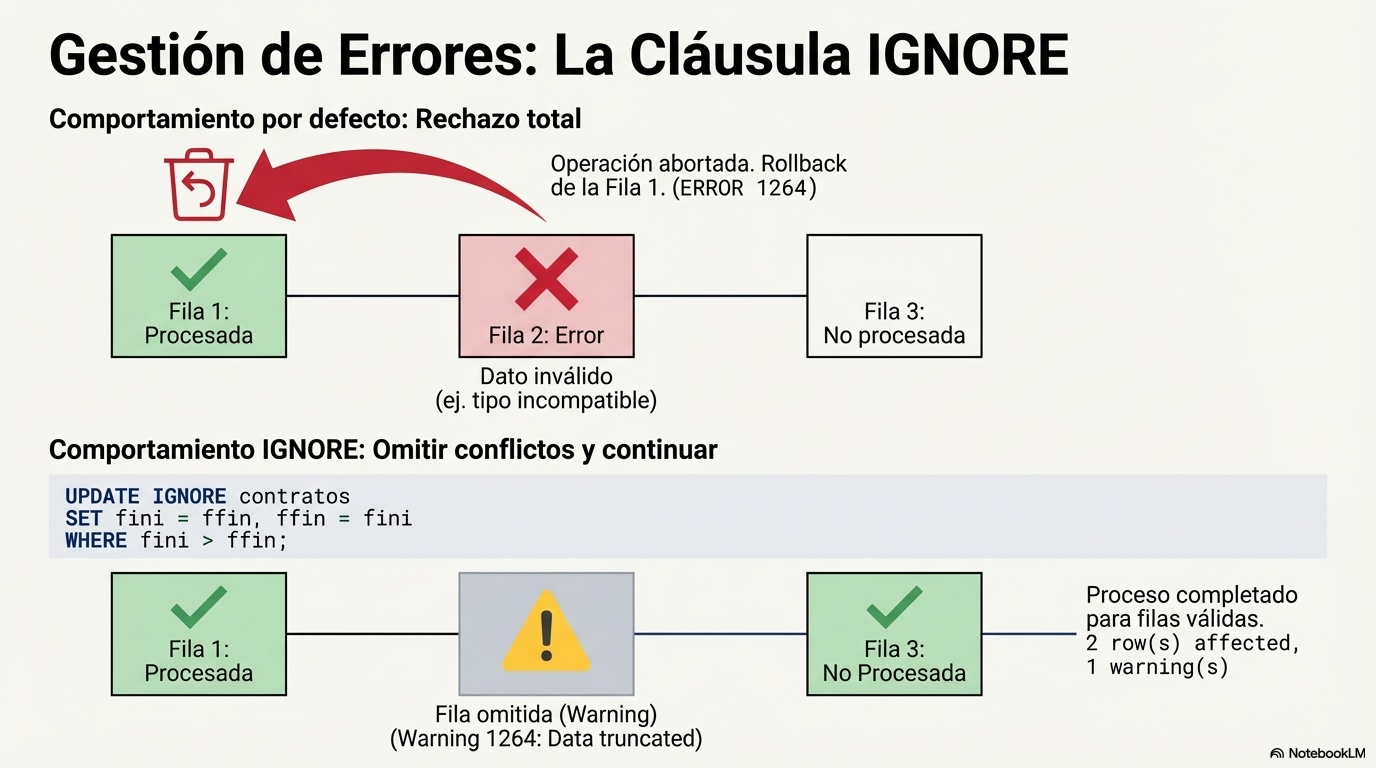 Gestión de Errores: La Cláusula IGNORE
Comportamiento por defecto: Rechazo total
Operación abortada. Rollback
de la Fila 1. (ERROR 1264)
Fila 1:
Procesada
Fila 2: Error
Fila 3:
No procesada
Dato inválido
(ej. tipo incompatible)
Comportamiento IGNORE: Omitir conflictos y continuar
UPDATE IGNORE contratos
SET fini = ffin, ffin = fini
WHERE fini > ffin;
Fila 1:
Procesada
Fila 3:
No Procesada
Proceso completado
para filas válidas.
2 row(s) affected,
1 warning(s)
Fila omitida (Warning)
(Warning 1264: Data truncated)
NotebookLM